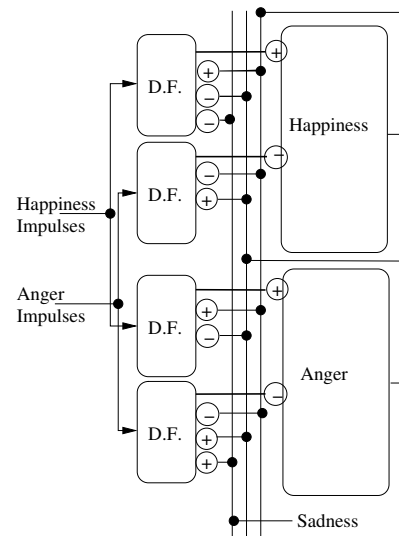 D.F.
+
+
−
−
Happiness
D.F.
−
−
+
Happiness
Impulses
Anger
Impulses
D.F.
+
+
−
Anger
D.F.
−
−
+
+
Sadness